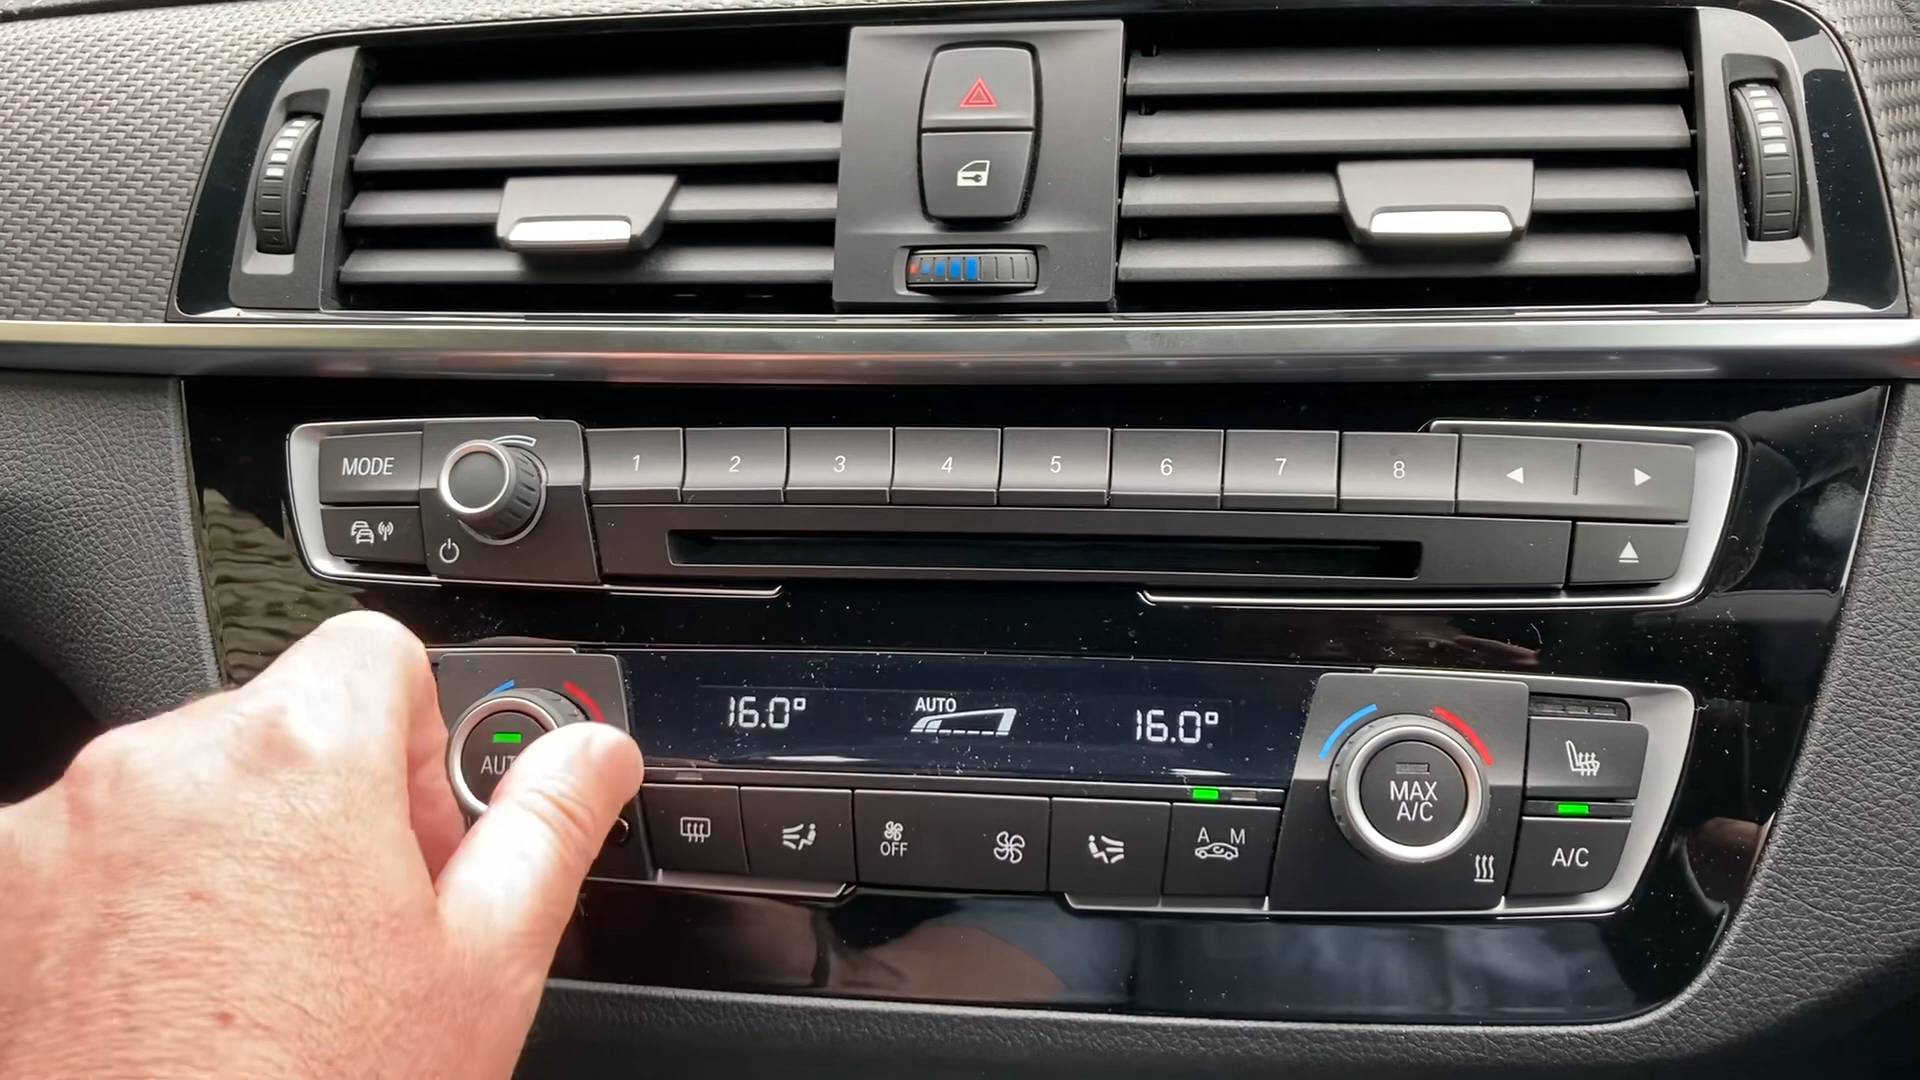 MODE
1 2 3 4 5 6 7 8
16.0° AUTO 16.0°
MAX
A/C
OFF
A M
A/C